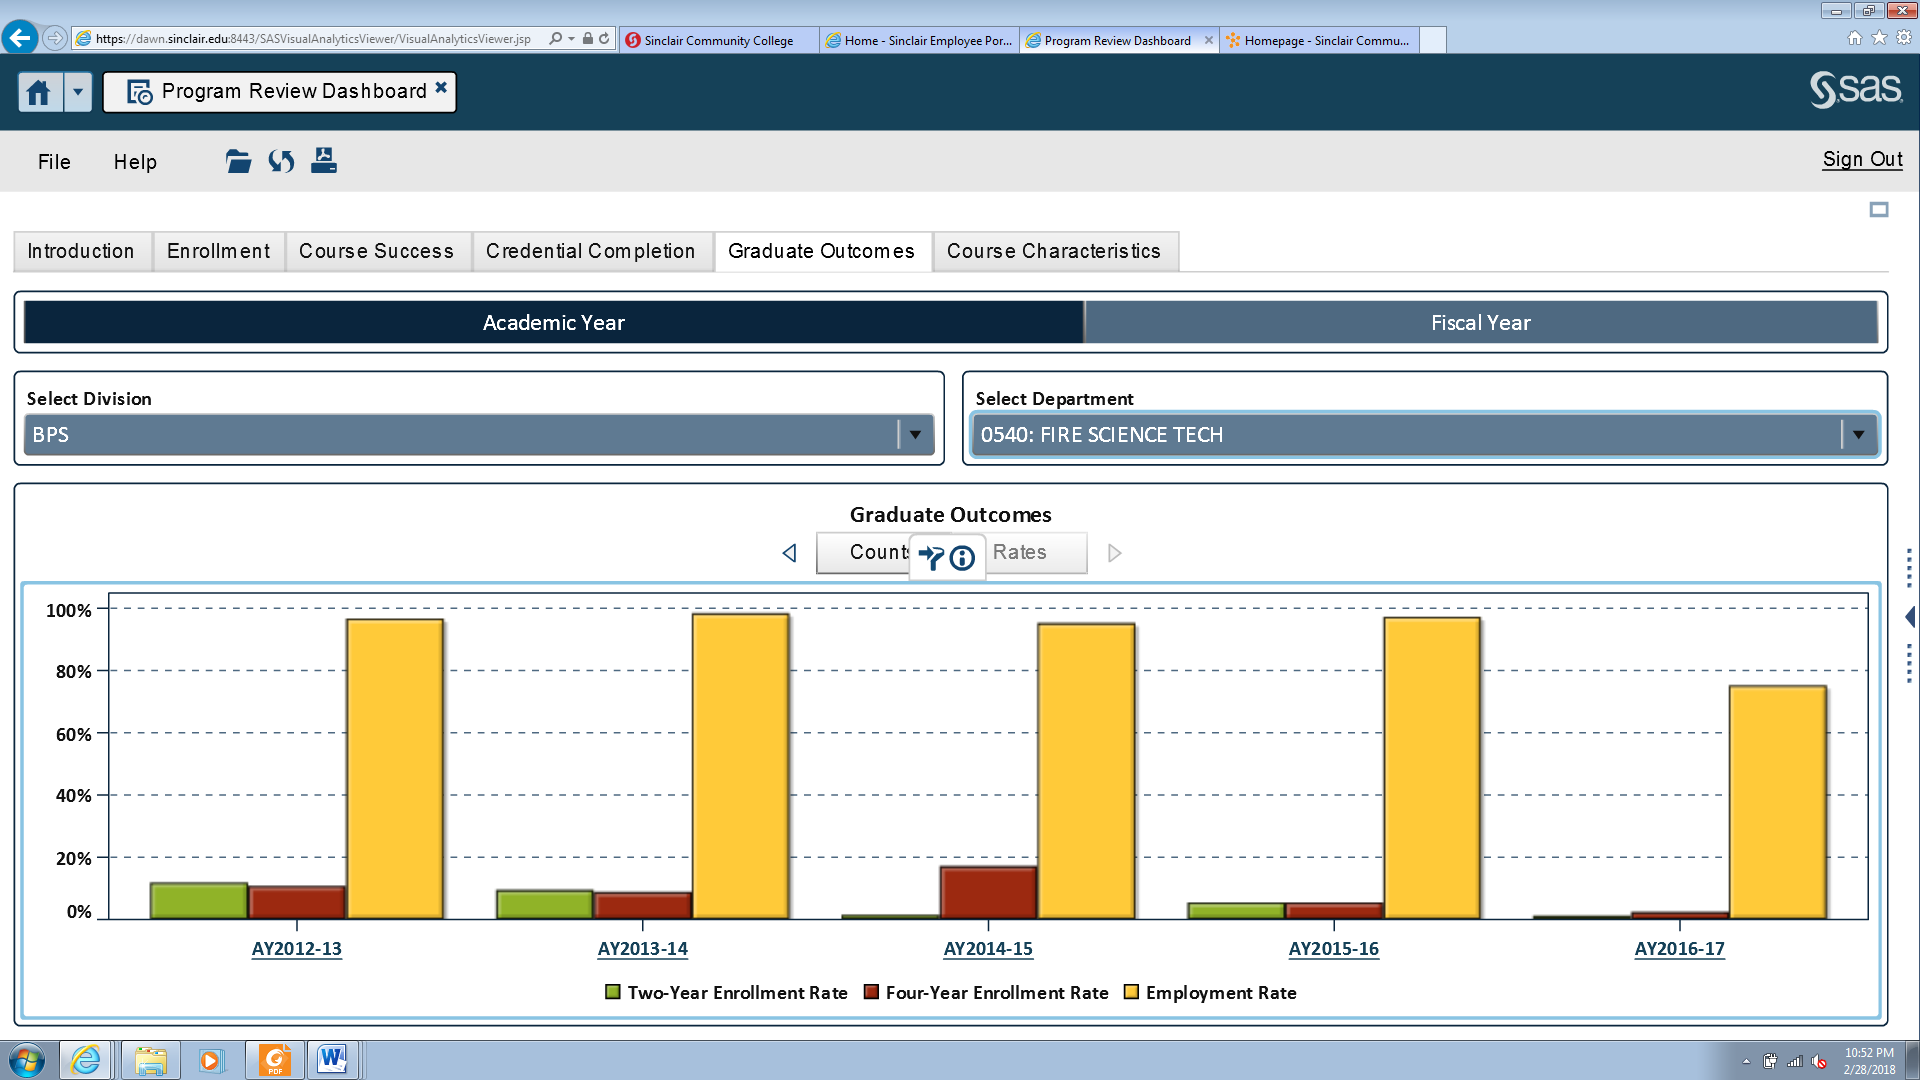 https://dawn.sinclair.edu:8443/SASVisualAnalyticsViewer/VisualAnalyticsViewer.jsp
Sinclair Community College
Home - Sinclair Employee Por...
Program Review Dashboard
Homepage - Sinclair Commu...
Program Review Dashboard
sas
File
Help
Sign Out
Introduction
Enrollment
Course Success
Credential Completion
Graduate Outcomes
Course Characteristics
Academic Year
Fiscal Year
Select Division
BPS
Select Department
0540: FIRE SCIENCE TECH
Graduate Outcomes
Counts
Rates
100%
80%
60%
40%
20%
0%
AY2012-13
AY2013-14
AY2014-15
AY2015-16
AY2016-17
Two-Year Enrollment Rate
Four-Year Enrollment Rate
Employment Rate
PDF
10:52 PM
2/28/2018